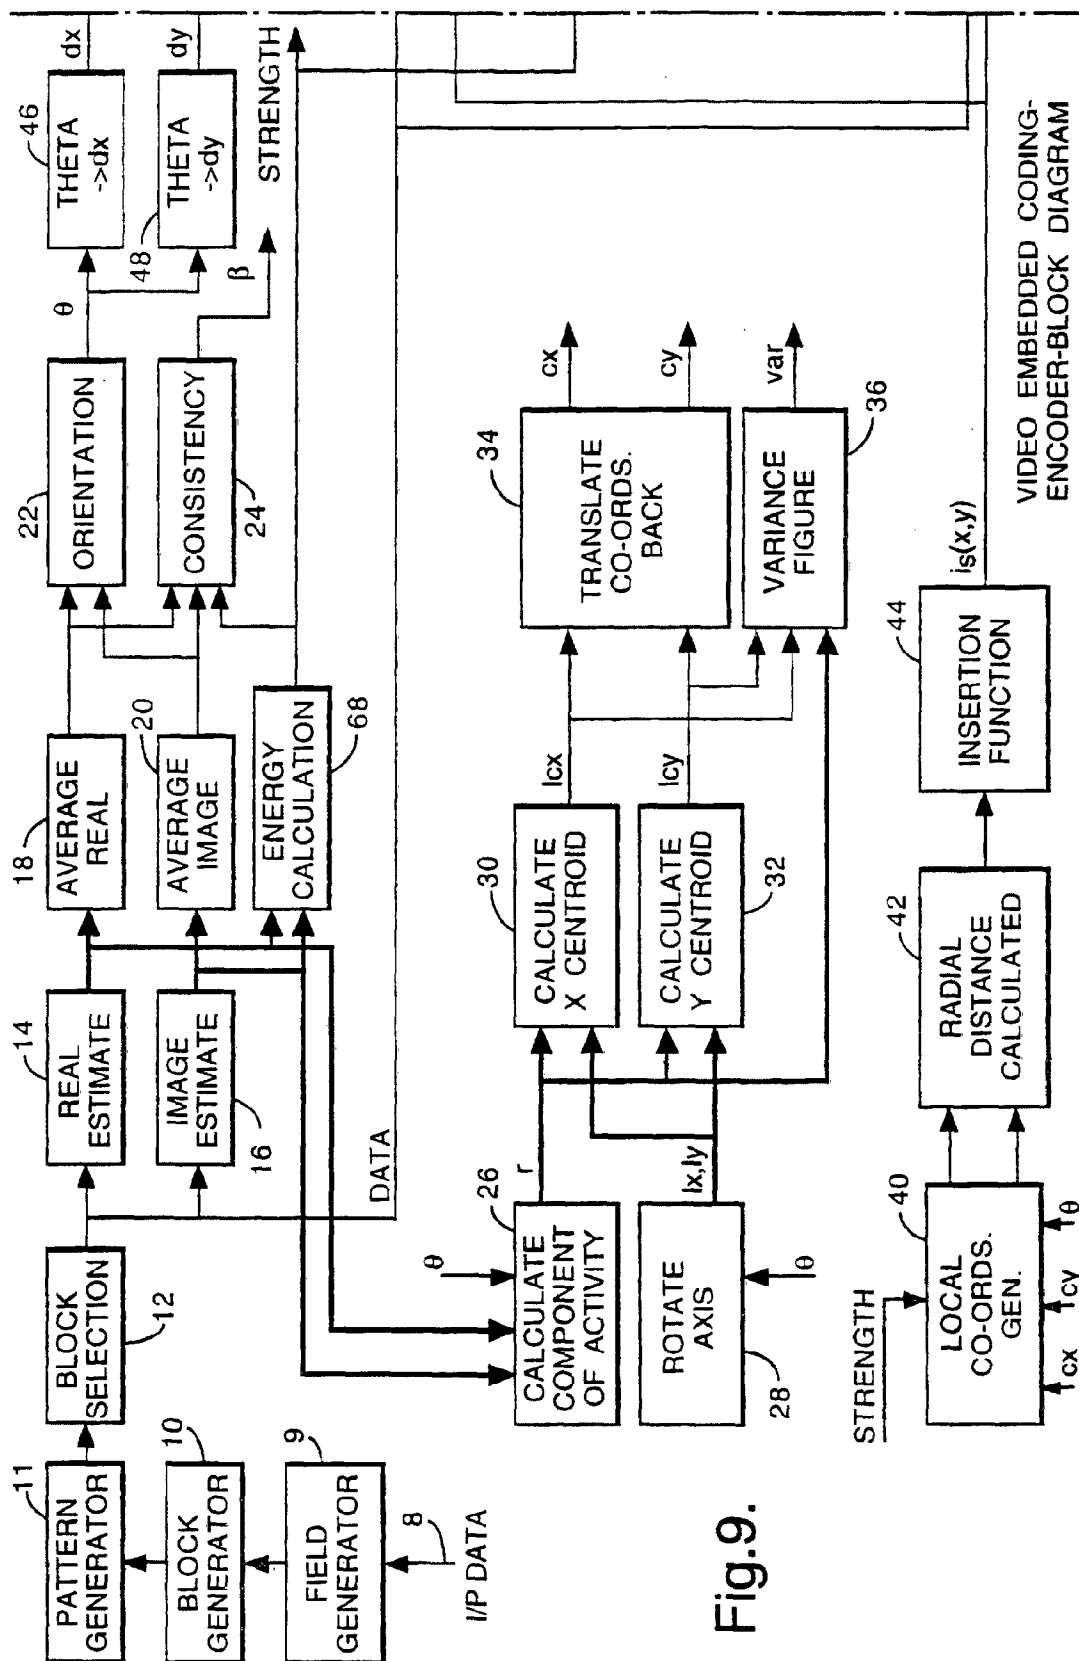 11
PATTERN
GENERATOR
10
BLOCK
GENERATOR
9
FIELD
GENERATOR
8
I/P DATA
BLOCK
SELECTION
12
14
REAL
ESTIMATE
IMAGE
ESTIMATE
16
DATA
18
AVERAGE
REAL
20
AVERAGE
IMAGE
ENERGY
CALCULATION
68
22
ORIENTATION
CONSISTENCY
24
θ
β
46
THETA
->dx
48
THETA
->dy
dx
dy
STRENGTH
θ
26
CALCULATE
COMPONENT
OF ACTIVITY
r
ROTATE
AXIS
28
θ
lx,ly
30
CALCULATE
X CENTROID
CALCULATE
Y CENTROID
32
lcx
lcy
34
TRANSLATE
CO-ORDS.
BACK
VARIANCE
FIGURE
36
cx
cy
var
STRENGTH
40
LOCAL
CO-ORDS.
GEN.
cx
cy
θ
42
RADIAL
DISTANCE
CALCULATED
44
INSERTION
FUNCTION
is(x,y)
VIDEO EMBEDDED CODING-
ENCODER-BLOCK DIAGRAM
Fig.9.